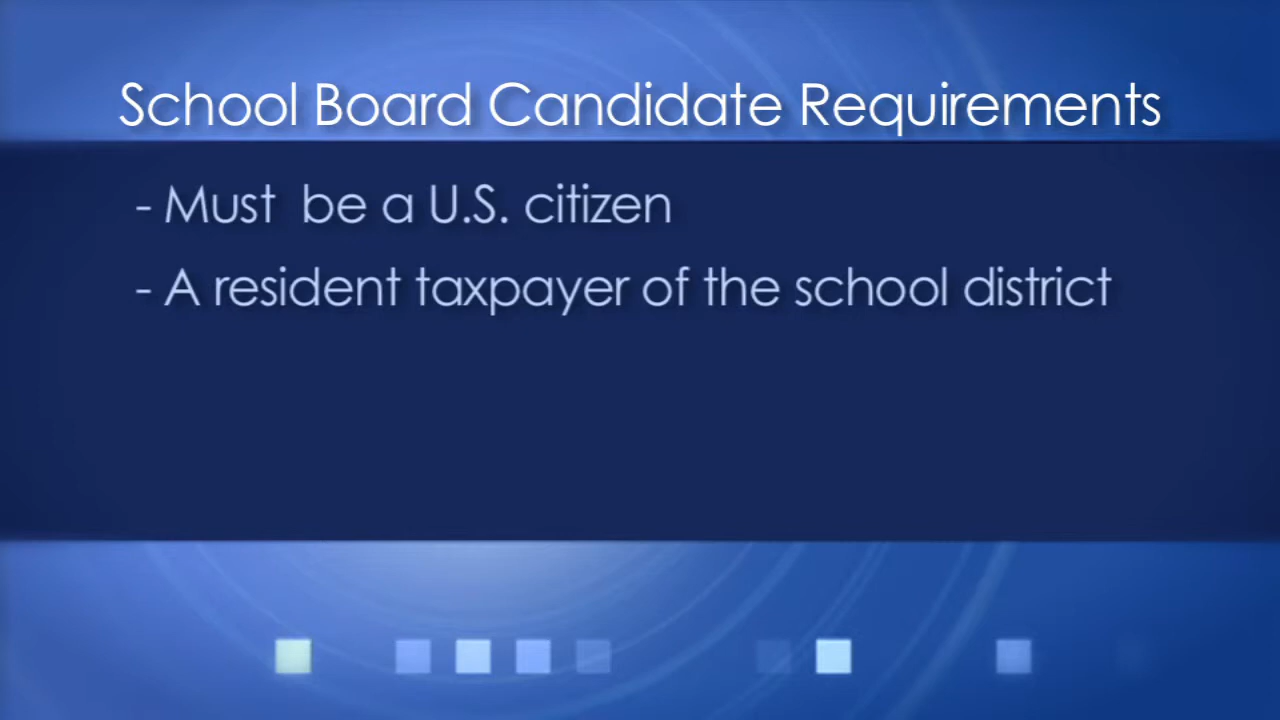 School Board Candidate Requirements
- Must be a U.S. citizen
- A resident taxpayer of the school district